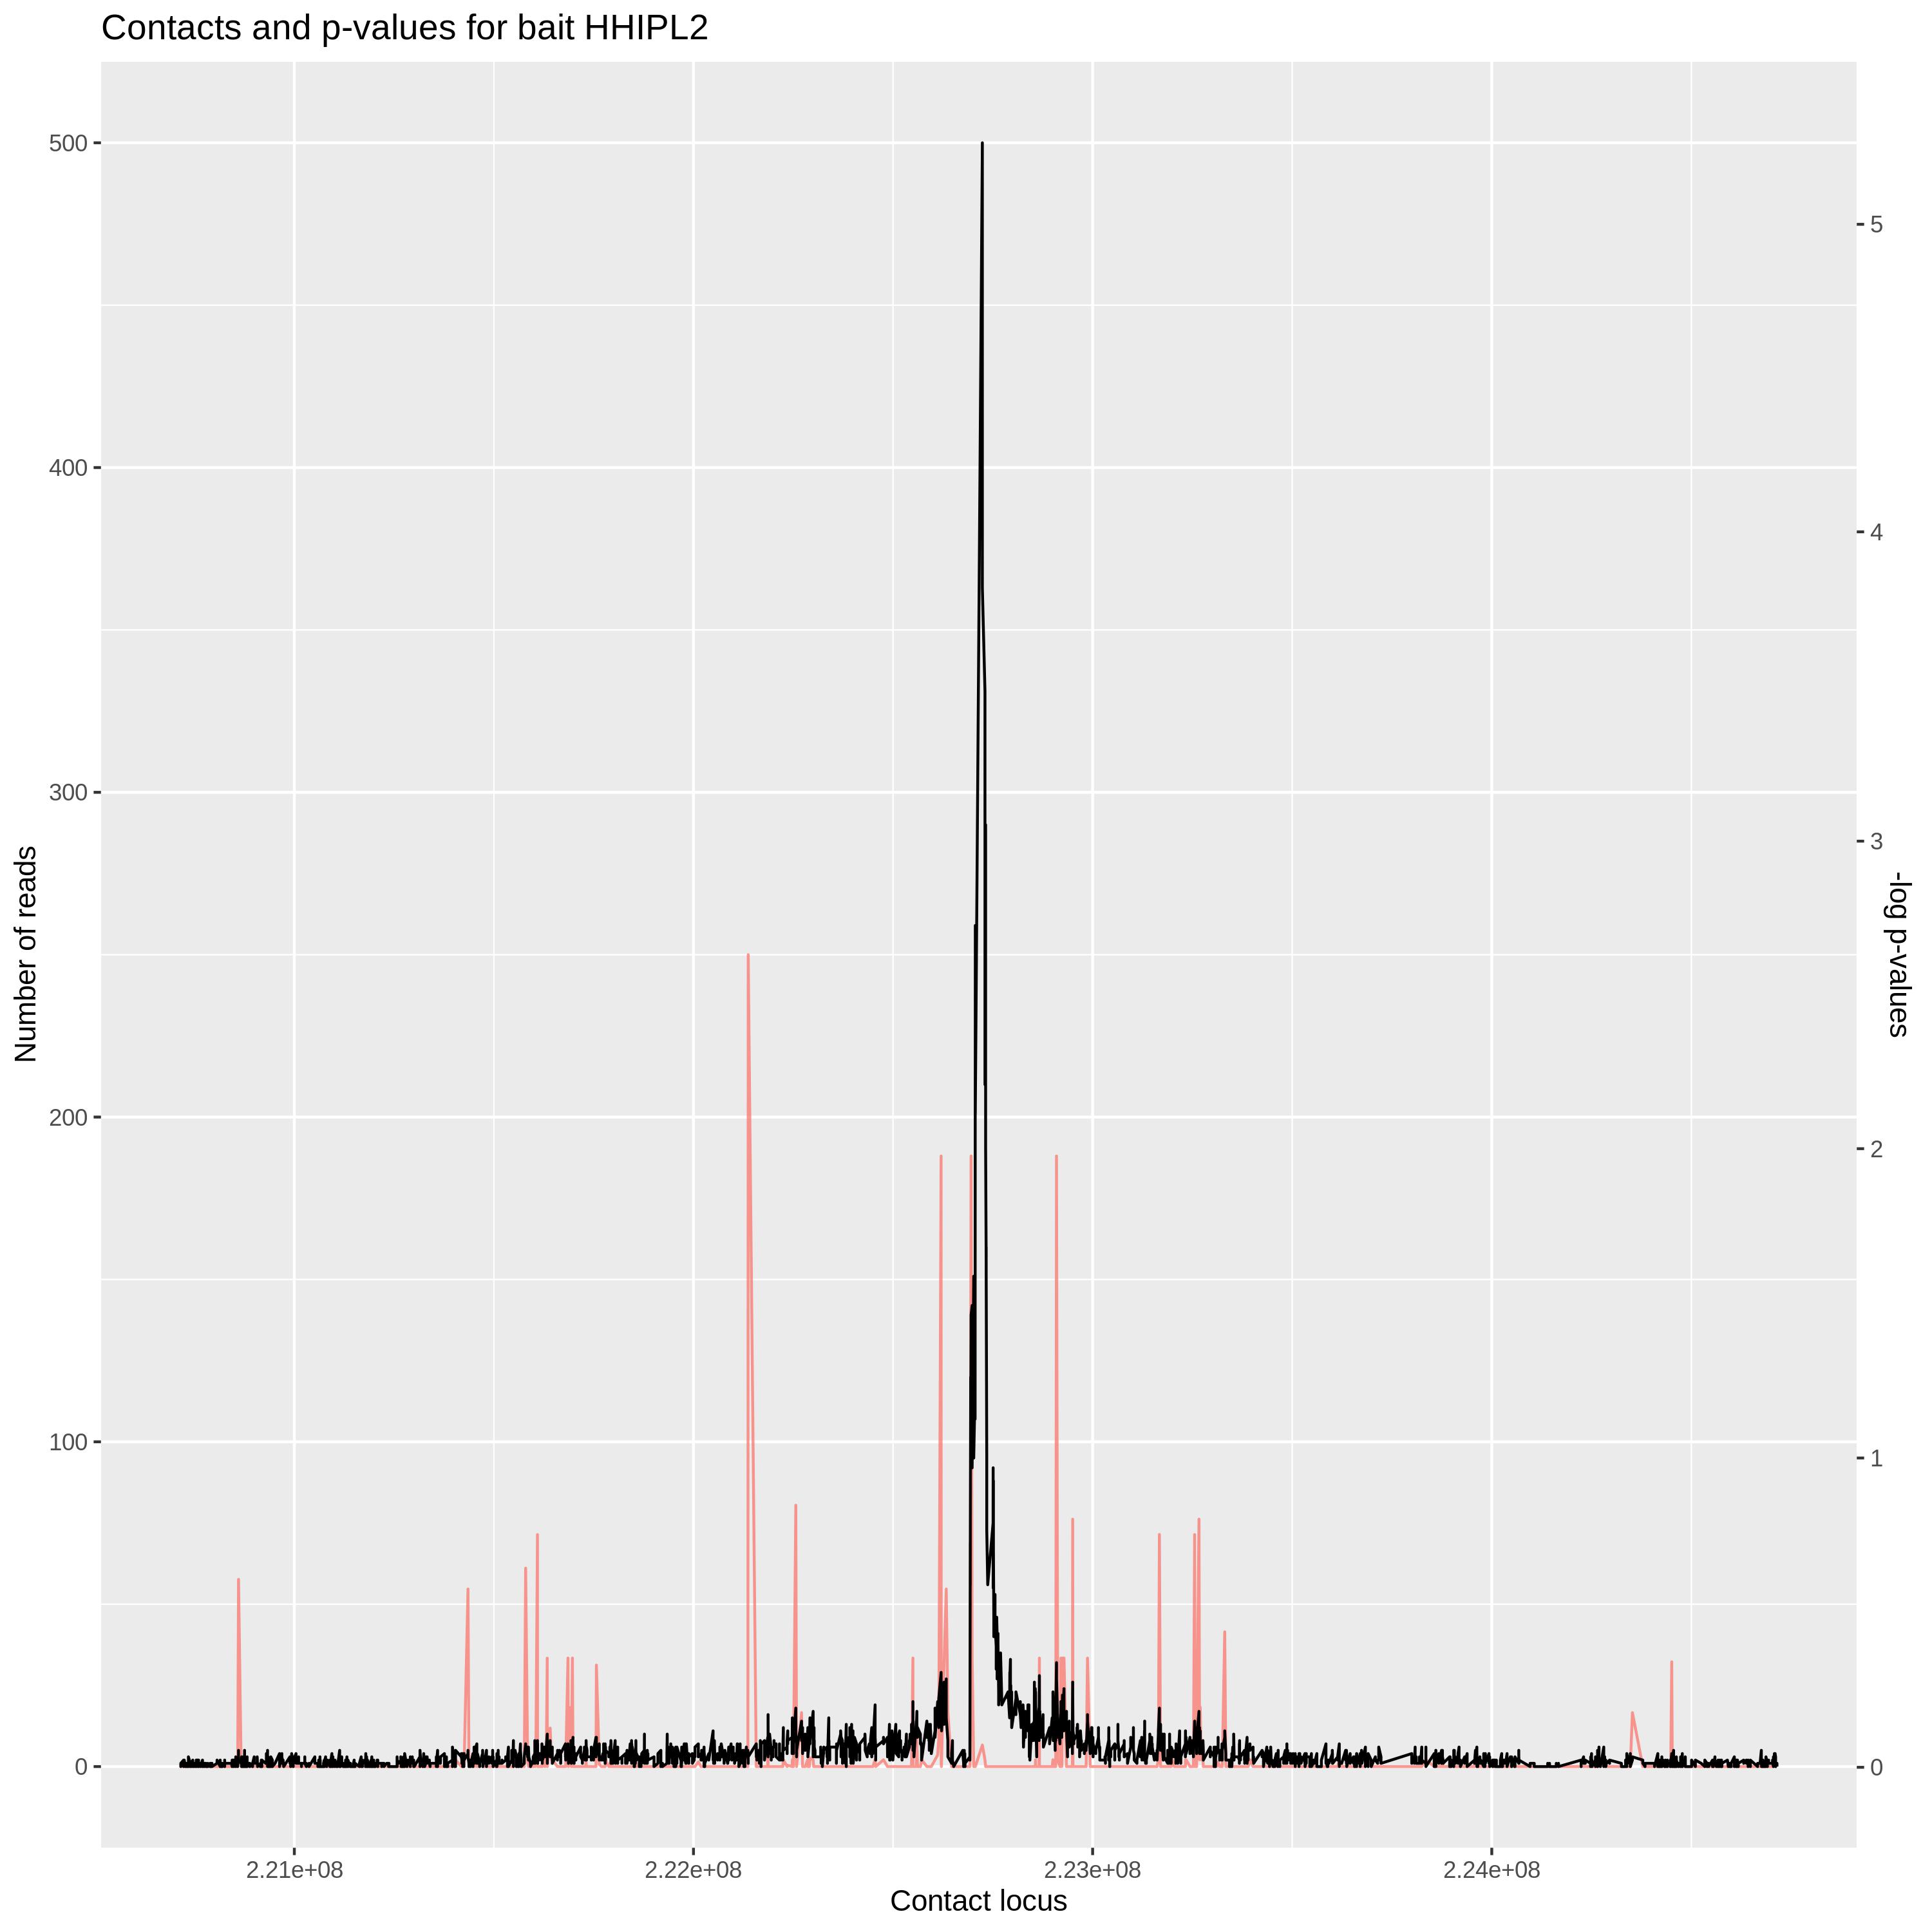 Contacts and p-values for bait HHIPL2
500
400
300
200
100
0
Number of reads
5
4
3
2
1
0
-log p-values
2.21e+08
2.22e+08
2.23e+08
2.24e+08
Contact locus